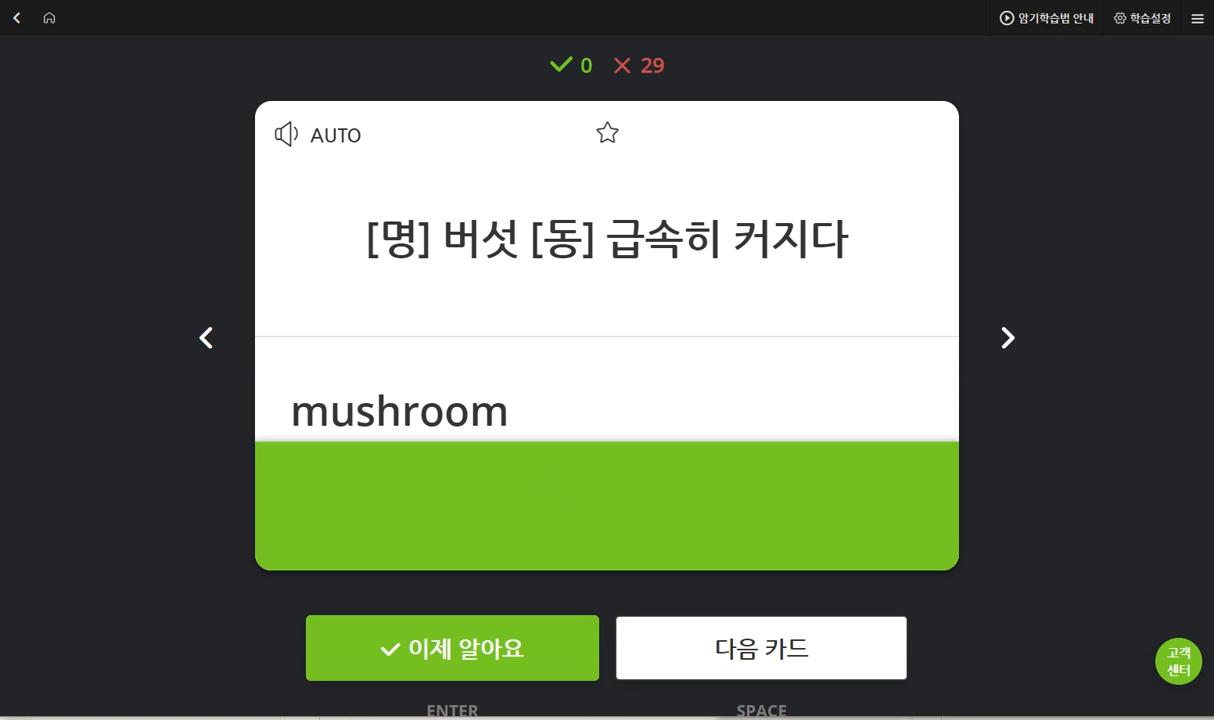 암기학습법 안내 학습설정
0 29
AUTO
[명] 버섯 [동] 급속히 커지다
mushroom
이제 알아요 다음 카드
고객
센터
ENTER SPACE